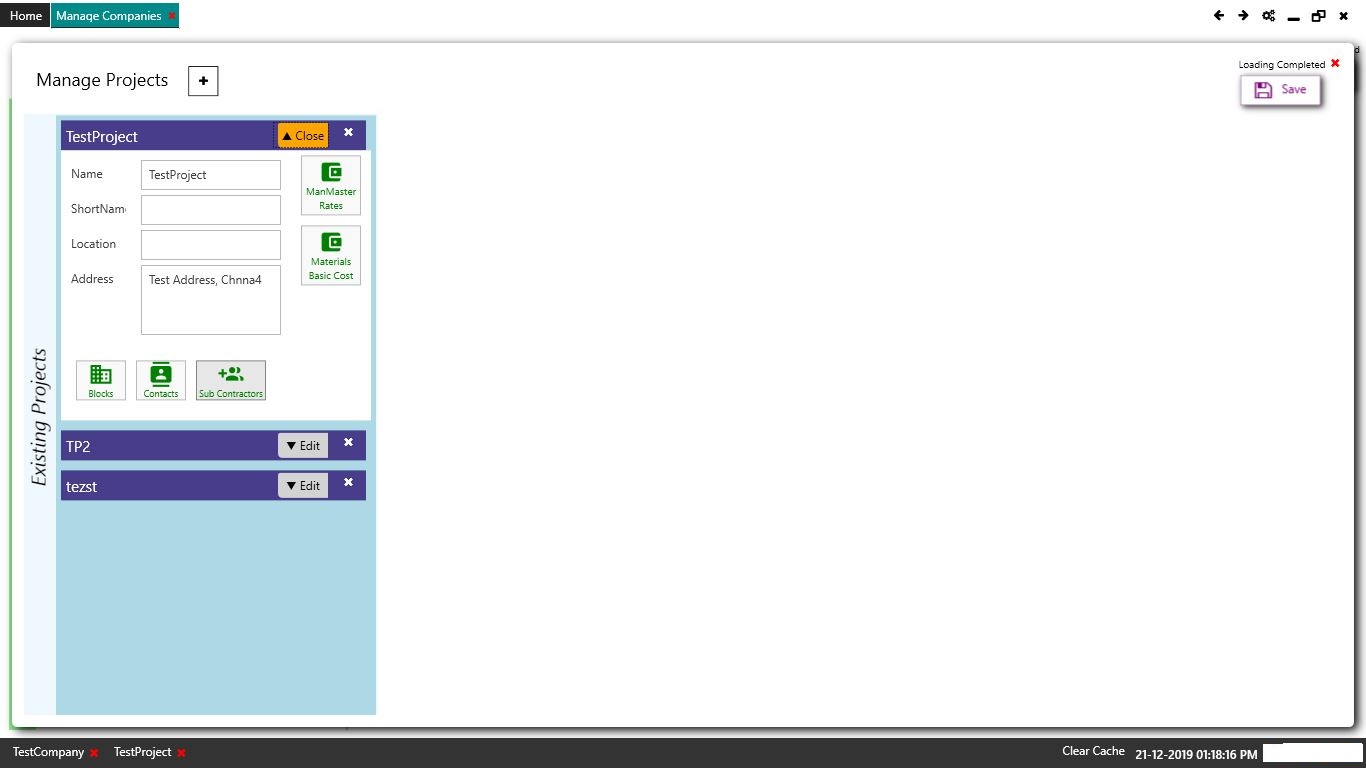 Home
Manage Companies
Manage Projects
+
Loading Completed
Save
Existing Projects
TestProject
▲ Close
Name
TestProject
ManMaster
Rates
ShortName
Location
Materials
Basic Cost
Address
Test Address, Chnna4
Blocks
Contacts
Sub Contractors
TP2
▼ Edit
tezst
▼ Edit
TestCompany
TestProject
Clear Cache
21-12-2019 01:18:16 PM